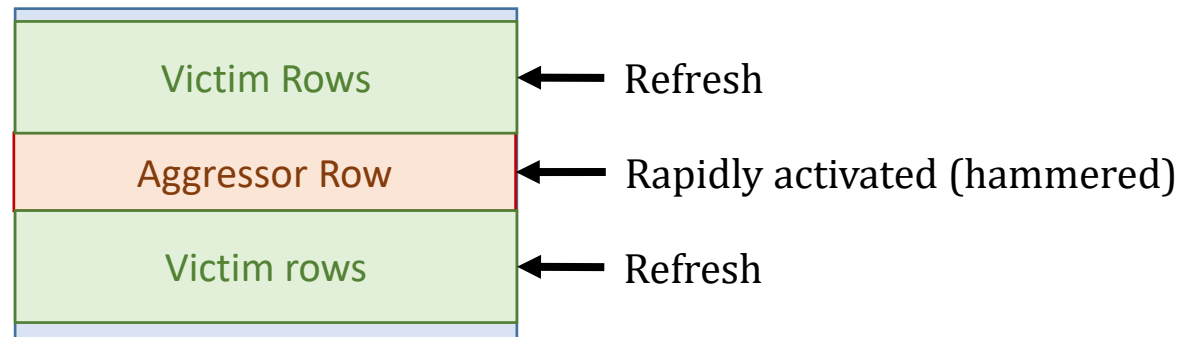 Victim Rows
Refresh
Aggressor Row
Rapidly activated (hammered)
Victim rows
Refresh